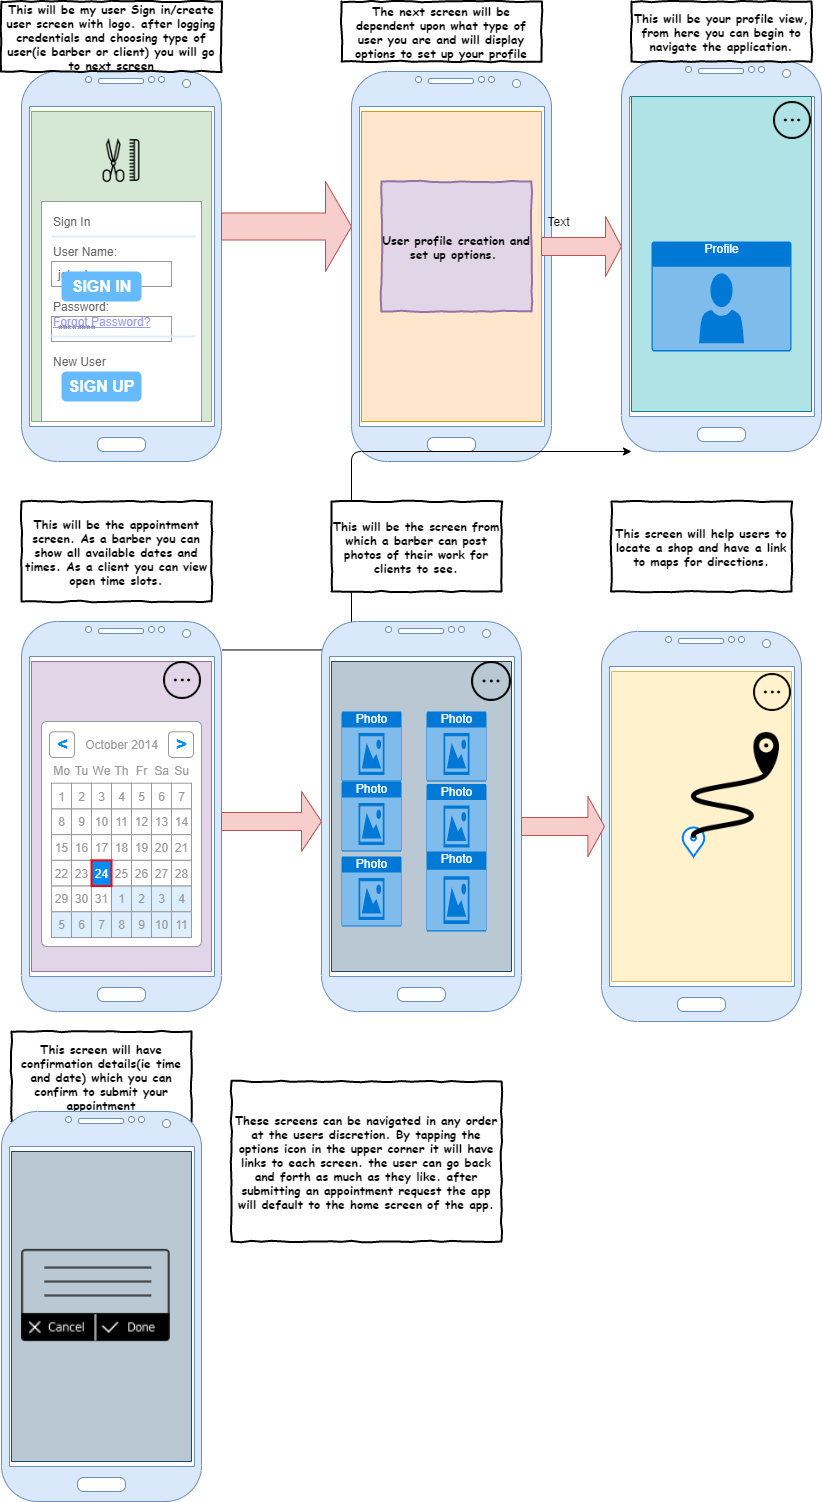 This will be my user Sign in/create
user screen with logo. after logging
credentials and choosing type of
user(ie barber or client) you will go
to next screen
The next screen will be
dependent upon what type of
user you are and will display
options to set up your profile
This will be your profile view,
from here you can begin to
navigate the application.
Sign In
User Name:
SIGN IN
Password:
Forgot Password?
New User
SIGN UP
User profile creation and
set up options.
Text
Profile
This will be the appointment
screen. As a barber you can
show all available dates and
times. As a client you can view
open time slots.
This will be the screen from
which a barber can post
photos of their work for
clients to see.
This screen will help users to
locate a shop and have a link
to maps for directions.
< October 2014 >
Mo Tu We Th Fr Sa Su
1 2 3 4 5 6 7
8 9 10 11 12 13 14
15 16 17 18 19 20 21
22 23 24 25 26 27 28
29 30 31 1 2 3 4
5 6 7 8 9 10 11
Photo Photo
Photo Photo
Photo Photo
This screen will have
confirmation details(ie time
and date) which you can
confirm to submit your
appointment
Cancel Done
These screens can be navigated in any order
at the users discretion. By tapping the
options icon in the upper corner it will have
links to each screen. the user can go back
and forth as much as they like. after
submitting an appointment request the app
will default to the home screen of the app.